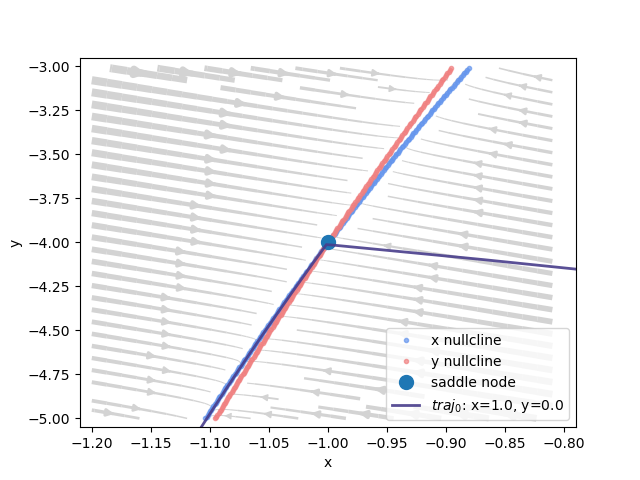 −3.00
−3.25
−3.50
−3.75
−4.00
−4.25
−4.50
−4.75
−5.00
y
x nullcline
y nullcline
saddle node
traj₀: x=1.0, y=0.0
−1.20 −1.15 −1.10 −1.05 −1.00 −0.95 −0.90 −0.85 −0.80
x